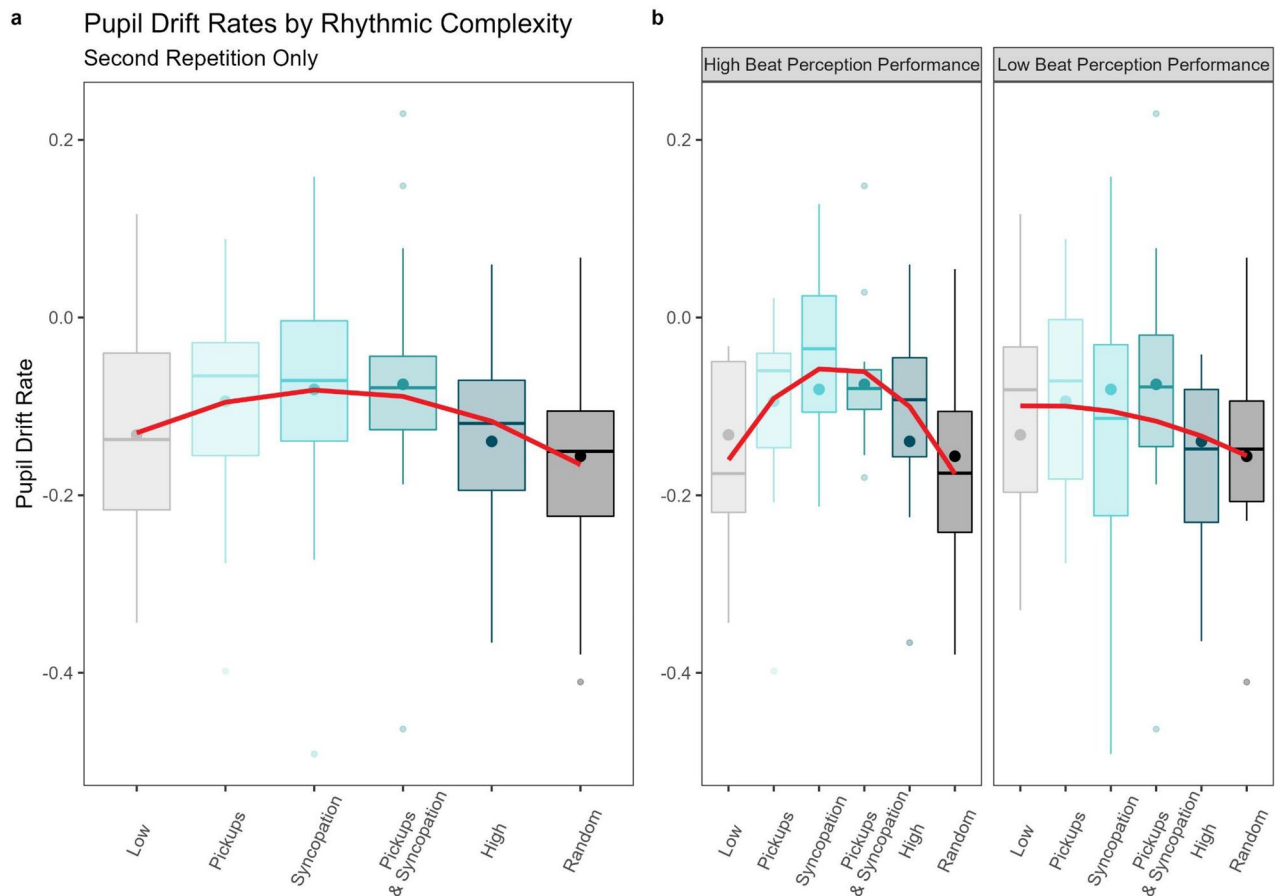 a
Pupil Drift Rates by Rhythmic Complexity
Second Repetition Only
Pupil Drift Rate
0.2
0.0
-0.2
-0.4
Low
Pickups
Syncopation
Pickups
& Syncopation
High
Random
b
High Beat Perception Performance
Low Beat Perception Performance
0.2
0.0
-0.2
-0.4
Low
Pickups
Syncopation
Pickups
& Syncopation
High
Random
Low
Pickups
Syncopation
Pickups
& Syncopation
High
Random